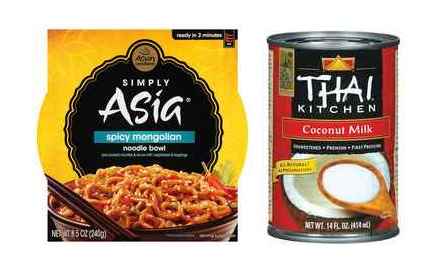 ready in 2 minutes
SIMPLY
Asia®
spicy mongolian
noodle bowl
NET WT 8.5 OZ (240g)
THAI
KITCHEN
Coconut Milk
UNSWEETENED • PREMIUM • FIRST PRESSING
NET WT. 14 FL. OZ. (414 mL)